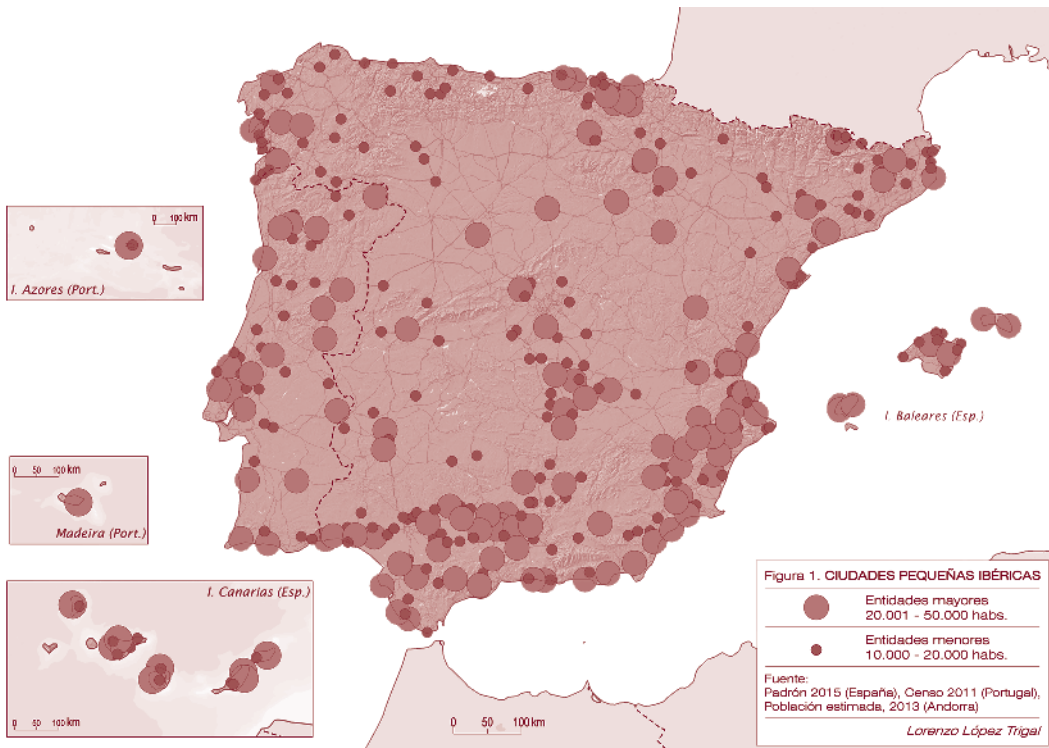 0 100 km
I. Azores (Port.)
0 50 100 km
Madeira (Port.)
I. Canarias (Esp.)
0 50 100 km
I. Baleares (Esp.)
0 50 100 km
Figura 1. CIUDADES PEQUEÑAS IBÉRICAS
Entidades mayores
20.001 - 50.000 habs.
Entidades menores
10.000 - 20.000 habs.
Fuente:
Padrón 2015 (España), Censo 2011 (Portugal),
Población estimada, 2013 (Andorra)
Lorenzo López Trigal